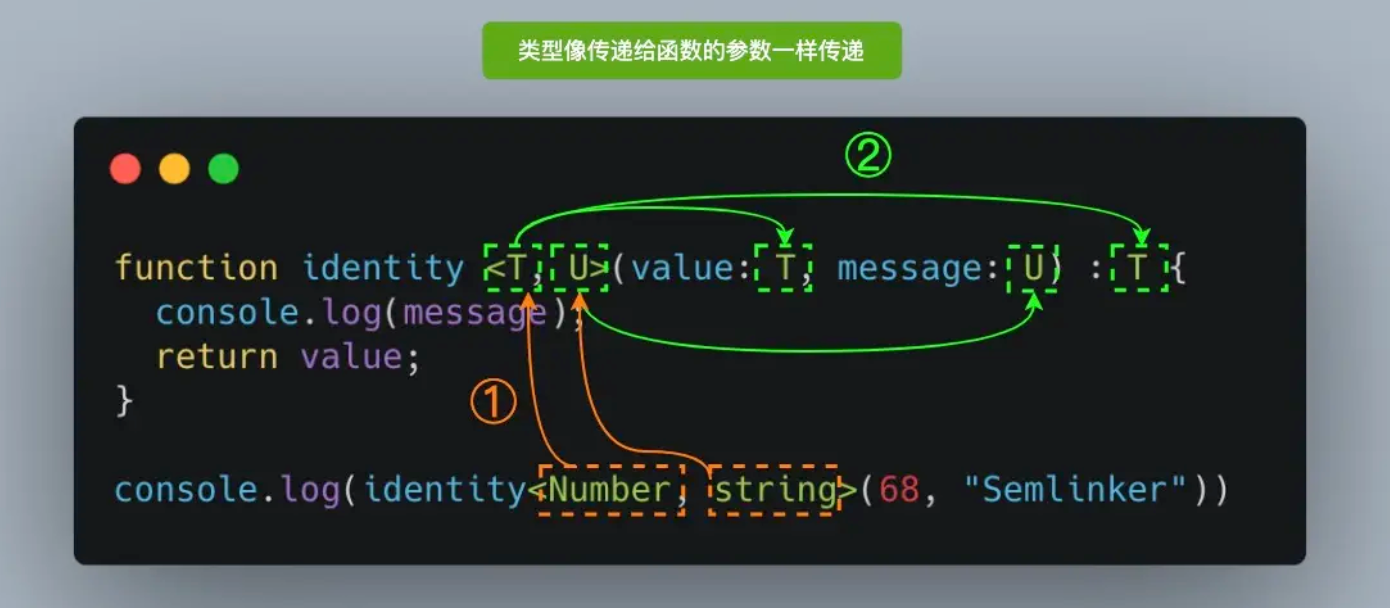 类型像传递给函数的参数一样传递
②
function identity <T, U>(value: T, message: U) : T {
console.log(message);
return value;
}
①
console.log(identity<Number, string>(68, "Semlinker"))